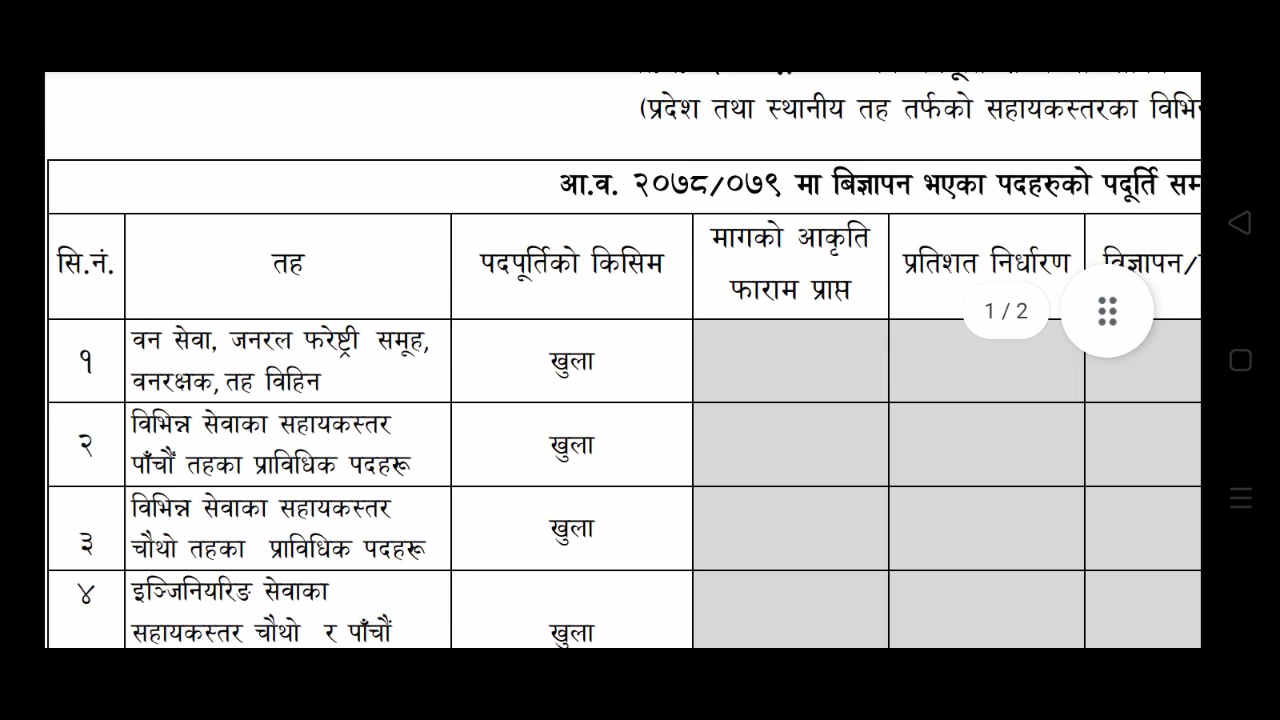 (प्रदेश तथा स्थानीय तह तर्फको सहायकस्तरका
आ.व. २०७८/०७९ मा बिज्ञापन भएका पदहरुको पदूर्ति सम
सि.नं.
तह
पदपूर्तिको किसिम
मागको आकृति
फाराम प्राप्त
प्रतिशत निर्धारण
विज्ञापन/
1 / 2
१
वन सेवा, जनरल फरेष्ट्री समूह,
वनरक्षक, तह विहिन
खुला
२
विभिन्न सेवाका सहायकस्तर
पाँचौं तहका प्राविधिक पदहरू
खुला
३
विभिन्न सेवाका सहायकस्तर
चौथो तहका प्राविधिक पदहरू
खुला
४
इञ्जिनियरिङ सेवाका
सहायकस्तर चौथो र पाँचौं
खुला